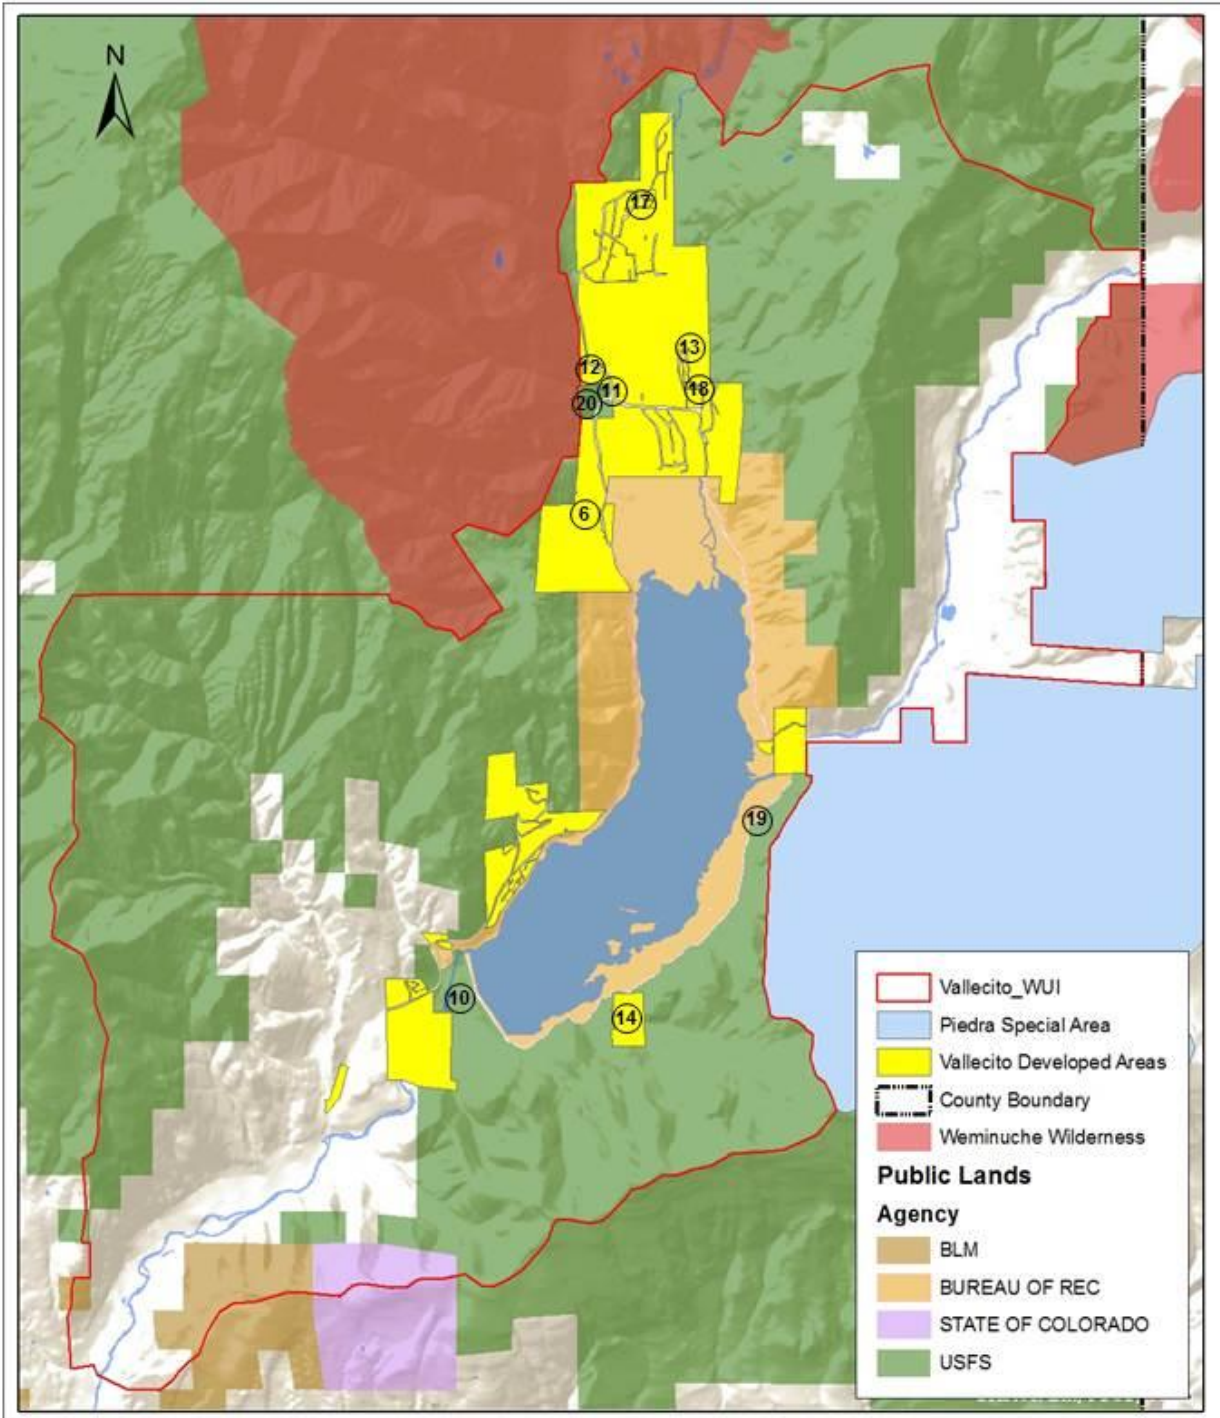 N
17
13
12
11
18
20
6
19
10
14
Vallecito_WUI
Piedra Special Area
Vallecito Developed Areas
County Boundary
Weminuche Wilderness
Public Lands
Agency
BLM
BUREAU OF REC
STATE OF COLORADO
USFS